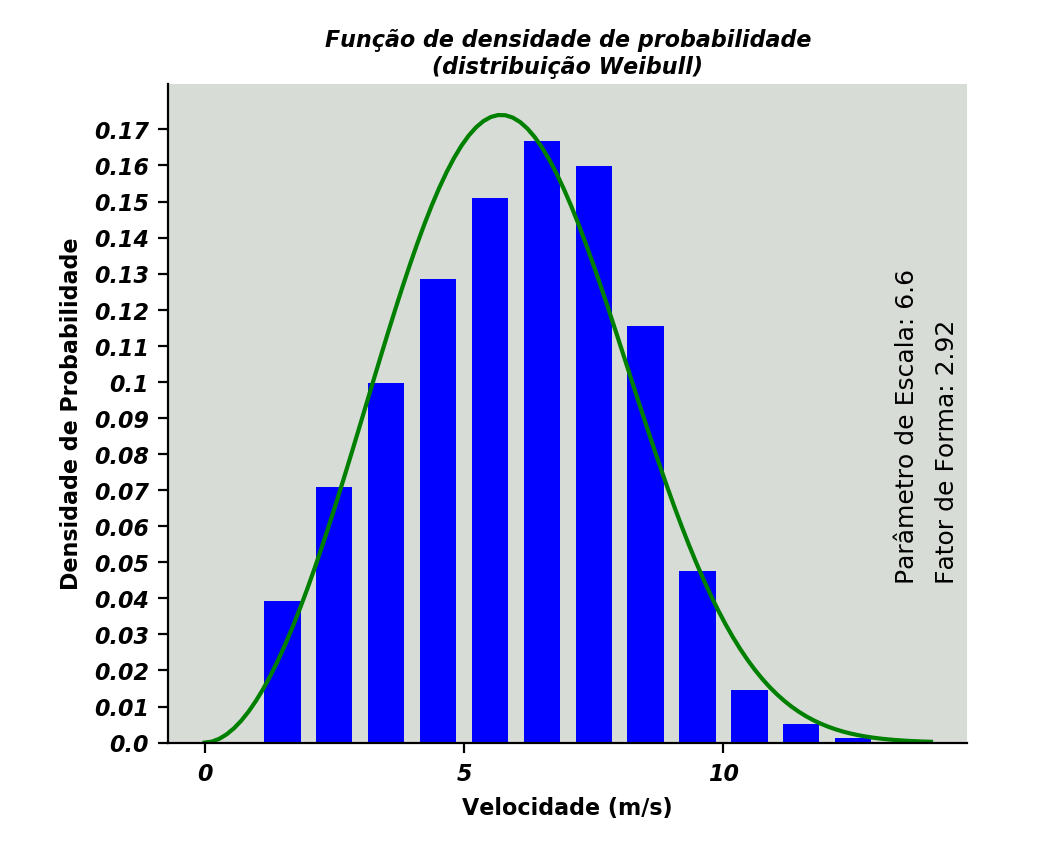 Função de densidade de probabilidade
(distribuição Weibull)
Densidade de Probabilidade
0.17
0.16
0.15
0.14
0.13
0.12
0.11
0.1
0.09
0.08
0.07
0.06
0.05
0.04
0.03
0.02
0.01
0.0
Parâmetro de Escala: 6.6
Fator de Forma: 2.92
0 5 10
Velocidade (m/s)